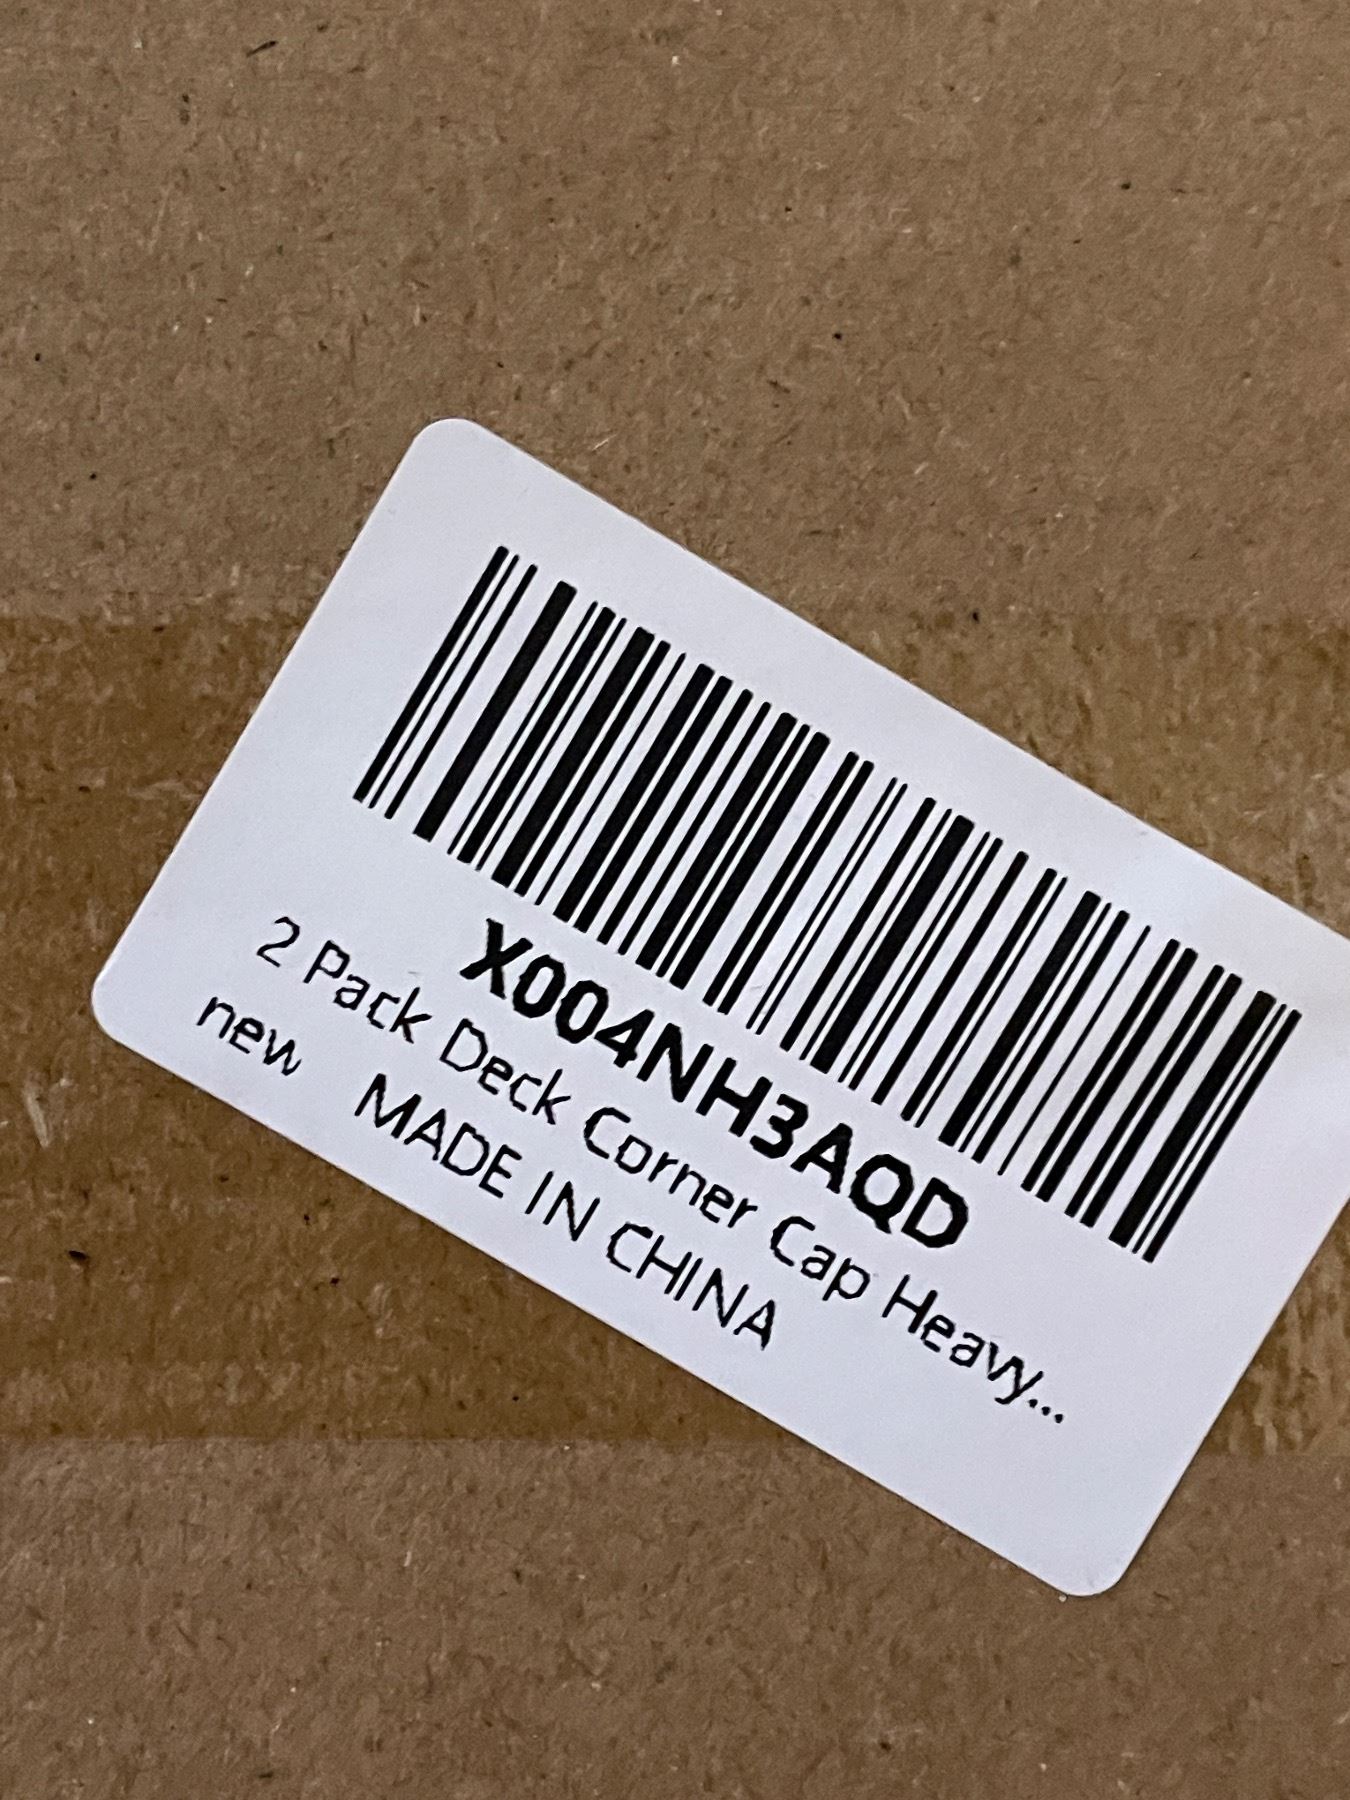 X004NH3AQD
2 Pack Deck Corner Cap Heavy...
new MADE IN CHINA